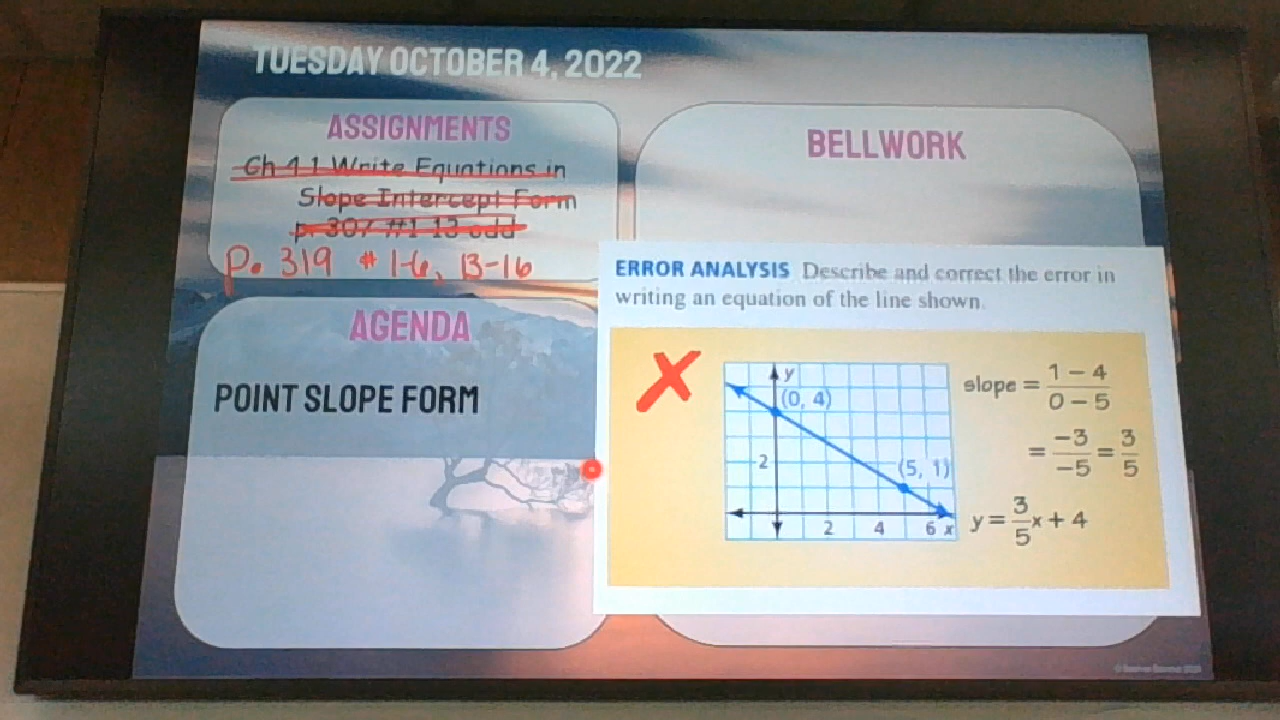 TUESDAY OCTOBER 4, 2022
ASSIGNMENTS
Ch 4.1 Write Equations in
Slope Intercept Form
p. 307 #1-13 odd
p. 319 # 1-6, 13-16
AGENDA
POINT SLOPE FORM
BELLWORK
ERROR ANALYSIS Describe and correct the error in
writing an equation of the line shown.
X
y
(0, 4)
2
(5, 1)
2 4 6 x
slope = 1 − 4 / 0 − 5
= −3 / −5 = 3 / 5
y = 3/5 x + 4